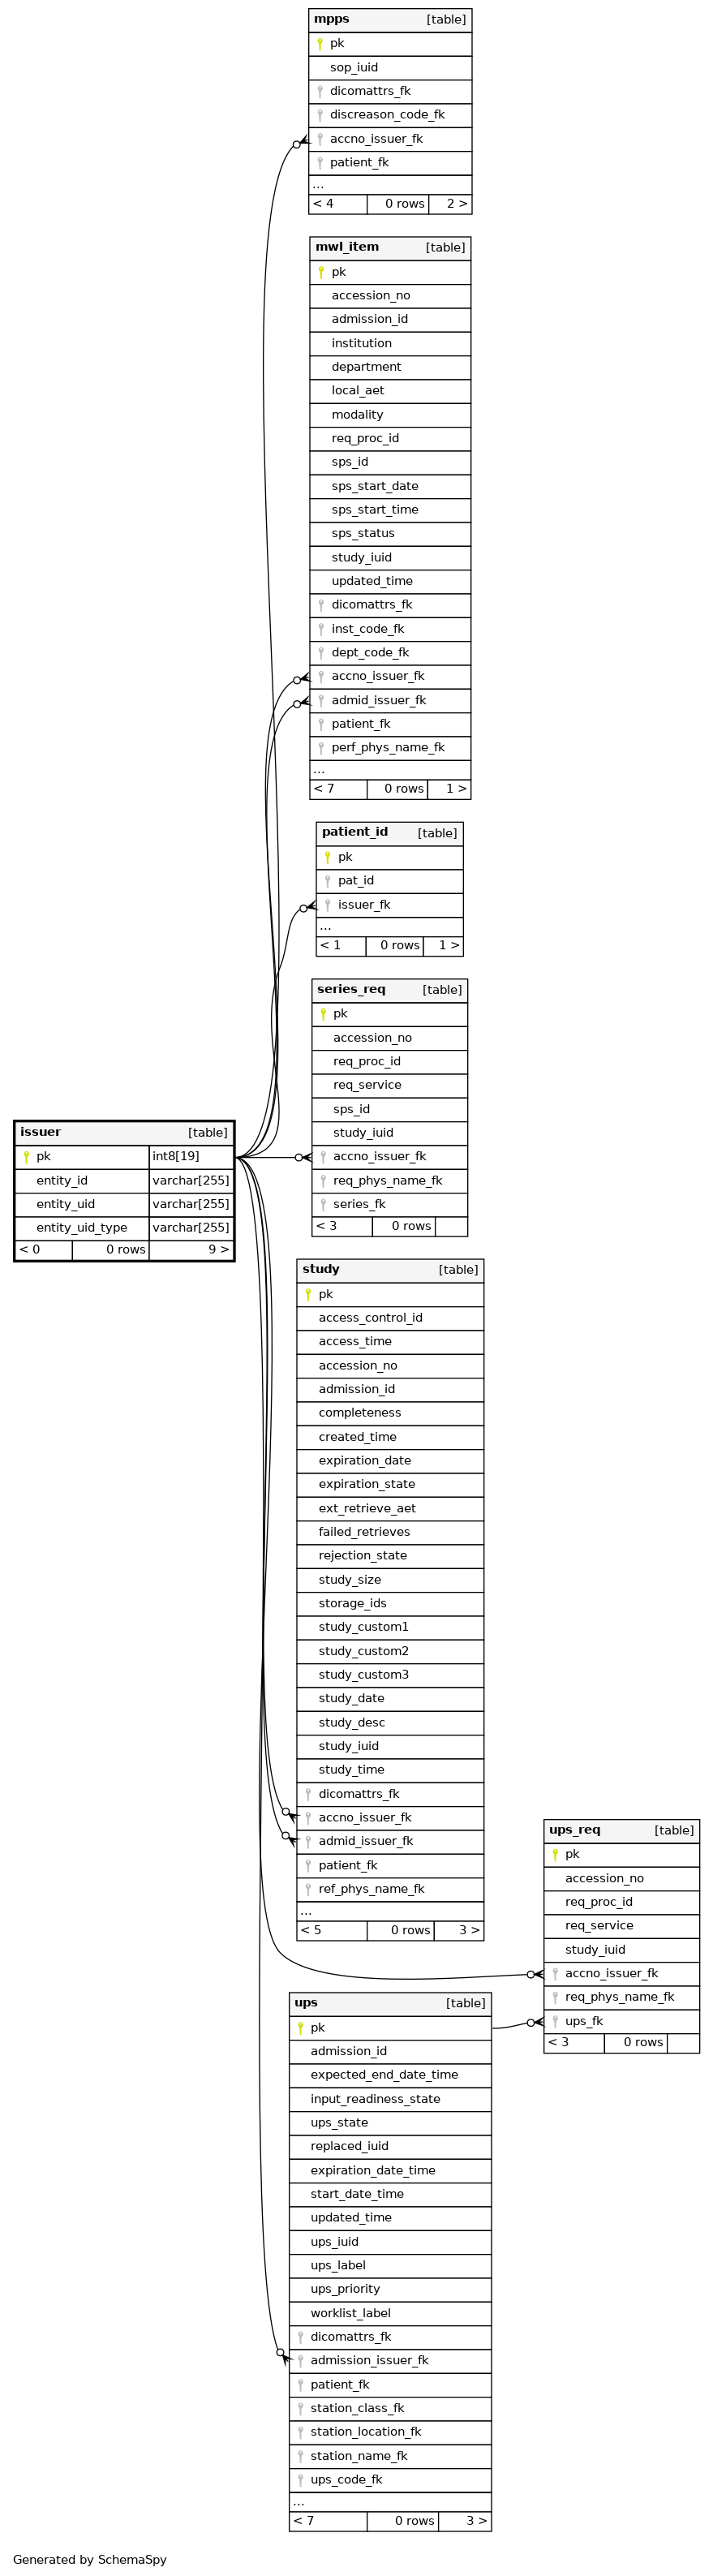 mpps [table]
pk
sop_iuid
dicomattrs_fk
discreason_code_fk
accno_issuer_fk
patient_fk
...
< 4 0 rows 2 >
mwl_item [table]
pk
accession_no
admission_id
institution
department
local_aet
modality
req_proc_id
sps_id
sps_start_date
sps_start_time
sps_status
study_iuid
updated_time
dicomattrs_fk
inst_code_fk
dept_code_fk
accno_issuer_fk
admid_issuer_fk
patient_fk
perf_phys_name_fk
...
< 7 0 rows 1 >
patient_id [table]
pk
pat_id
issuer_fk
...
< 1 0 rows 1 >
series_req [table]
pk
accession_no
req_proc_id
req_service
sps_id
study_iuid
accno_issuer_fk
req_phys_name_fk
series_fk
< 3 0 rows
issuer [table]
pk int8[19]
entity_id varchar[255]
entity_uid varchar[255]
entity_uid_type varchar[255]
< 0 0 rows 9 >
study [table]
pk
access_control_id
access_time
accession_no
admission_id
completeness
created_time
expiration_date
expiration_state
ext_retrieve_aet
failed_retrieves
rejection_state
study_size
storage_ids
study_custom1
study_custom2
study_custom3
study_date
study_desc
study_iuid
study_time
dicomattrs_fk
accno_issuer_fk
admid_issuer_fk
patient_fk
ref_phys_name_fk
...
< 5 0 rows 3 >
ups_req [table]
pk
accession_no
req_proc_id
req_service
study_iuid
accno_issuer_fk
req_phys_name_fk
ups_fk
< 3 0 rows
ups [table]
pk
admission_id
expected_end_date_time
input_readiness_state
ups_state
replaced_iuid
expiration_date_time
start_date_time
updated_time
ups_iuid
ups_label
ups_priority
worklist_label
dicomattrs_fk
admission_issuer_fk
patient_fk
station_class_fk
station_location_fk
station_name_fk
ups_code_fk
...
< 7 0 rows 3 >
Generated by SchemaSpy